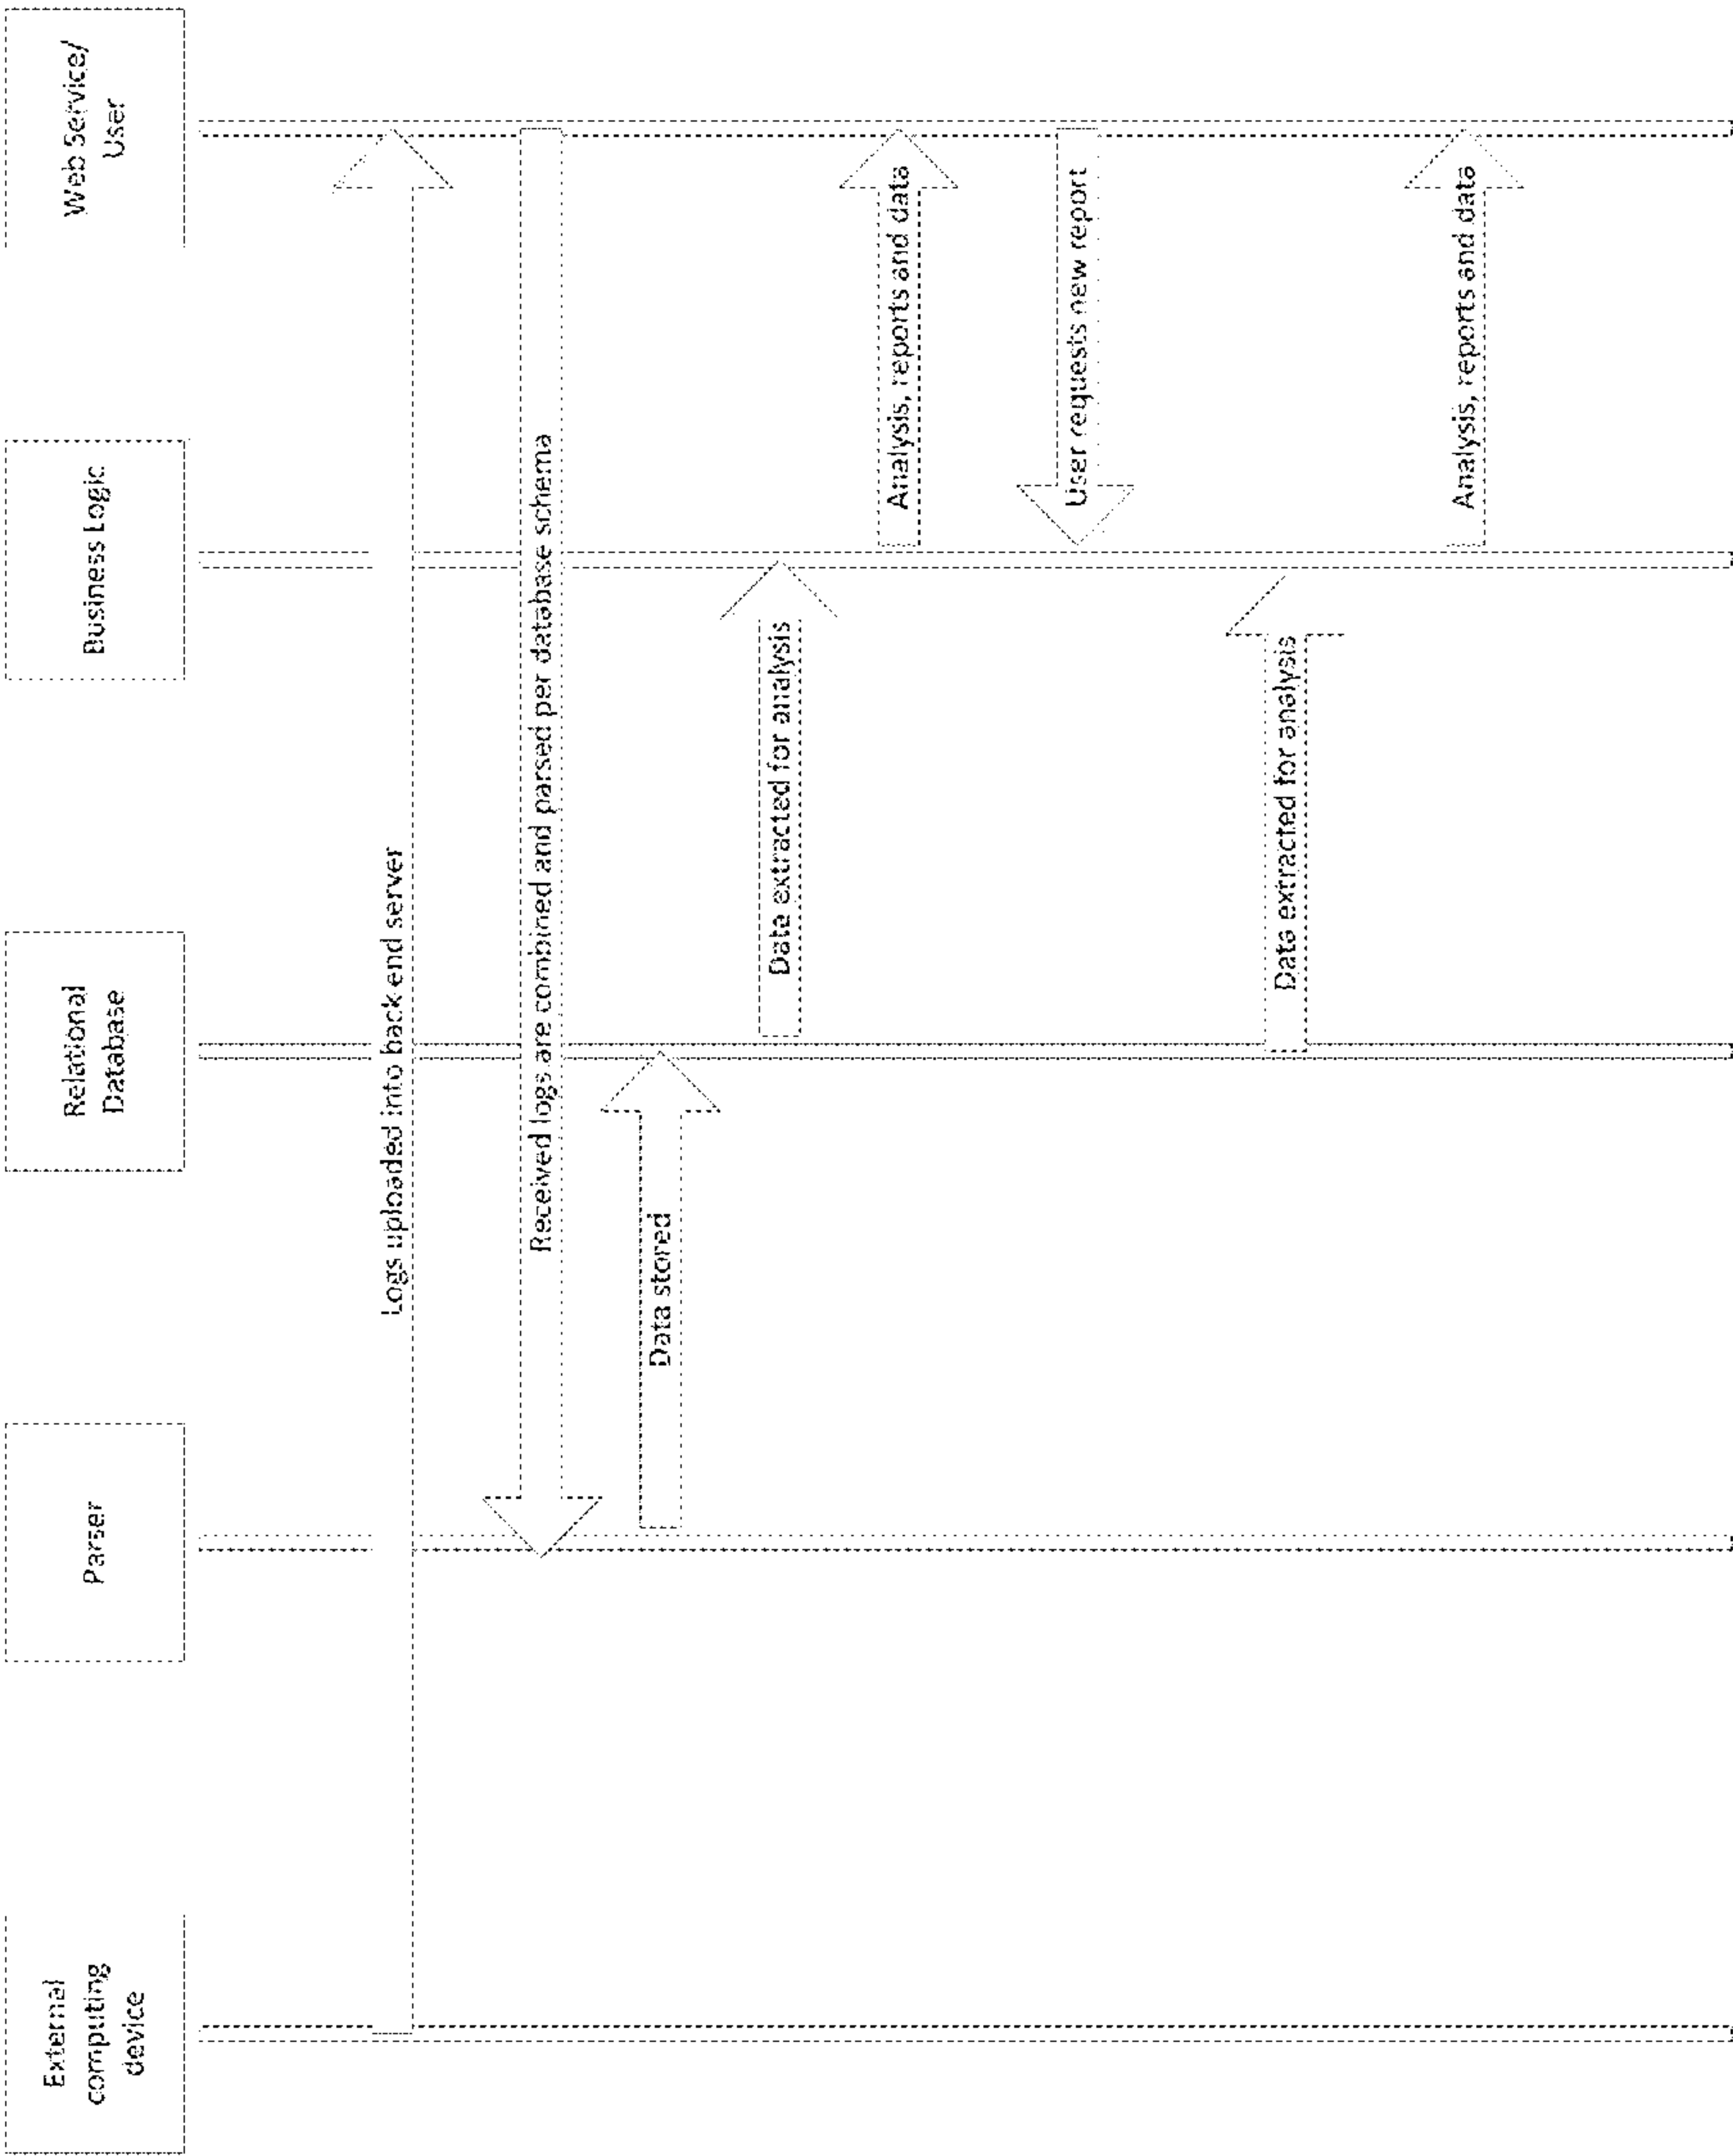 External
computing
device
Parser
Relational
Database
Business Logic
Web Service/
User
Logs uploaded into back-end server
Received logs are combined and parsed per database schema
Data stored
Data extracted for analysis
Analysis, reports and data
User requests new report
Data extracted for analysis
Analysis, reports and data